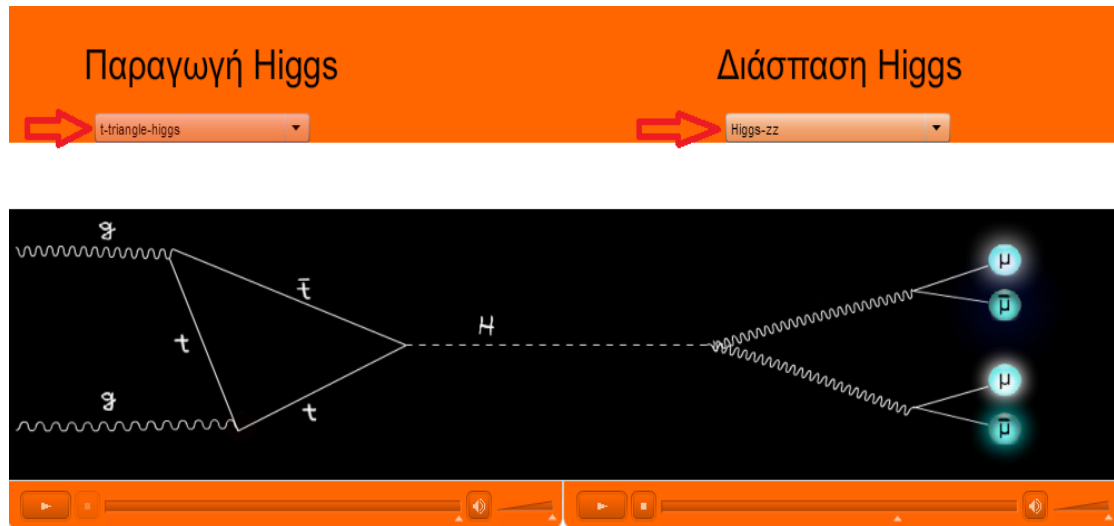 Παραγωγή Higgs
Διάσπαση Higgs
t-triangle-higgs
Higgs-zz
g
t̄
t
H
g
t
μ
μ̄
μ
μ̄